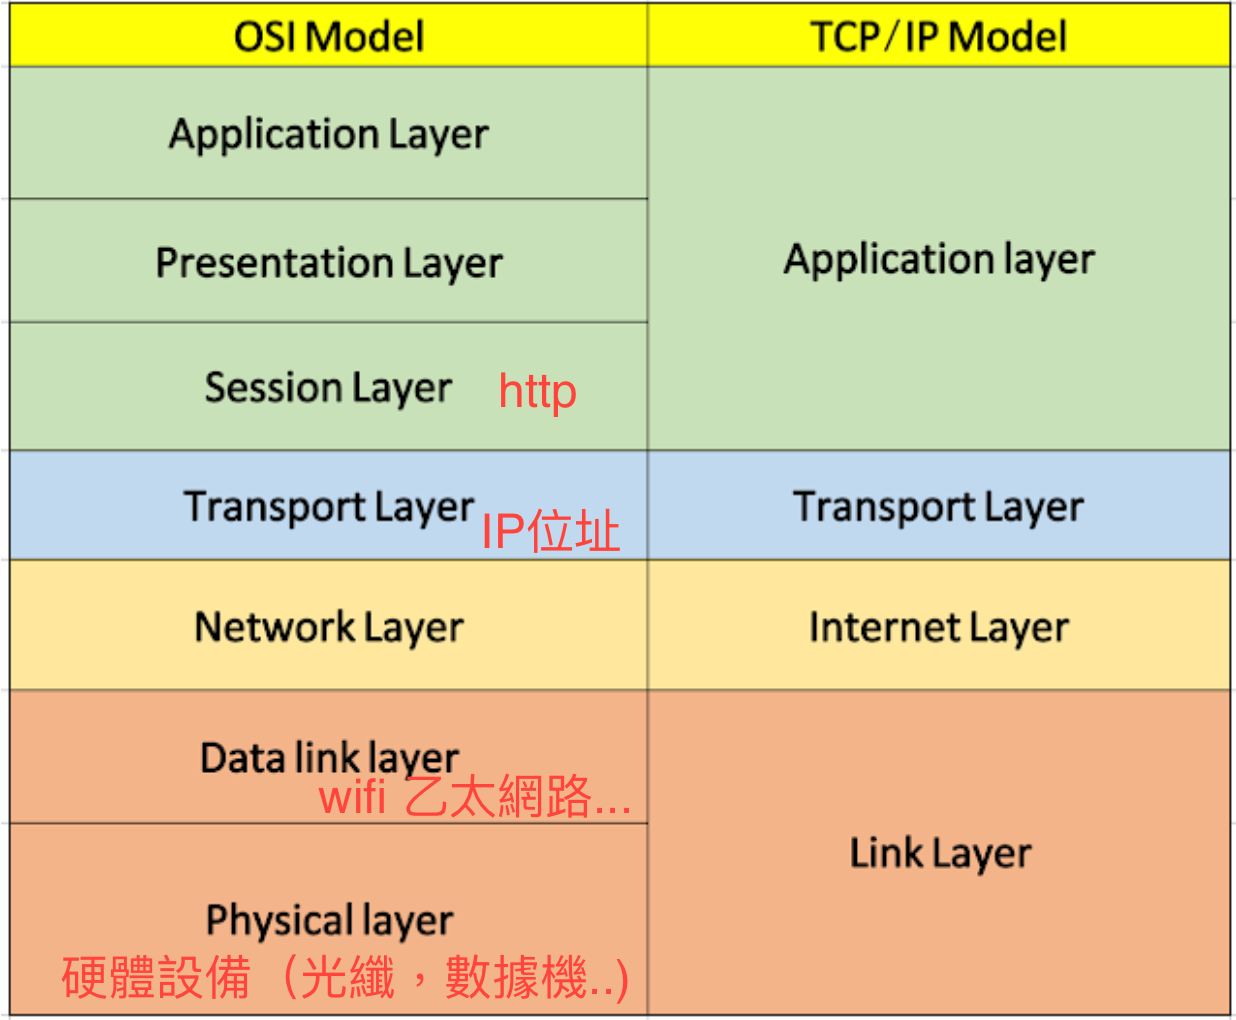 OSI Model
TCP/IP Model
Application Layer
Presentation Layer
Application layer
Session Layer
http
Transport Layer
IP位址
Transport Layer
Network Layer
Internet Layer
Data link layer
wifi 乙太網路...
Link Layer
Physical layer
硬體設備（光纖，數據機..)